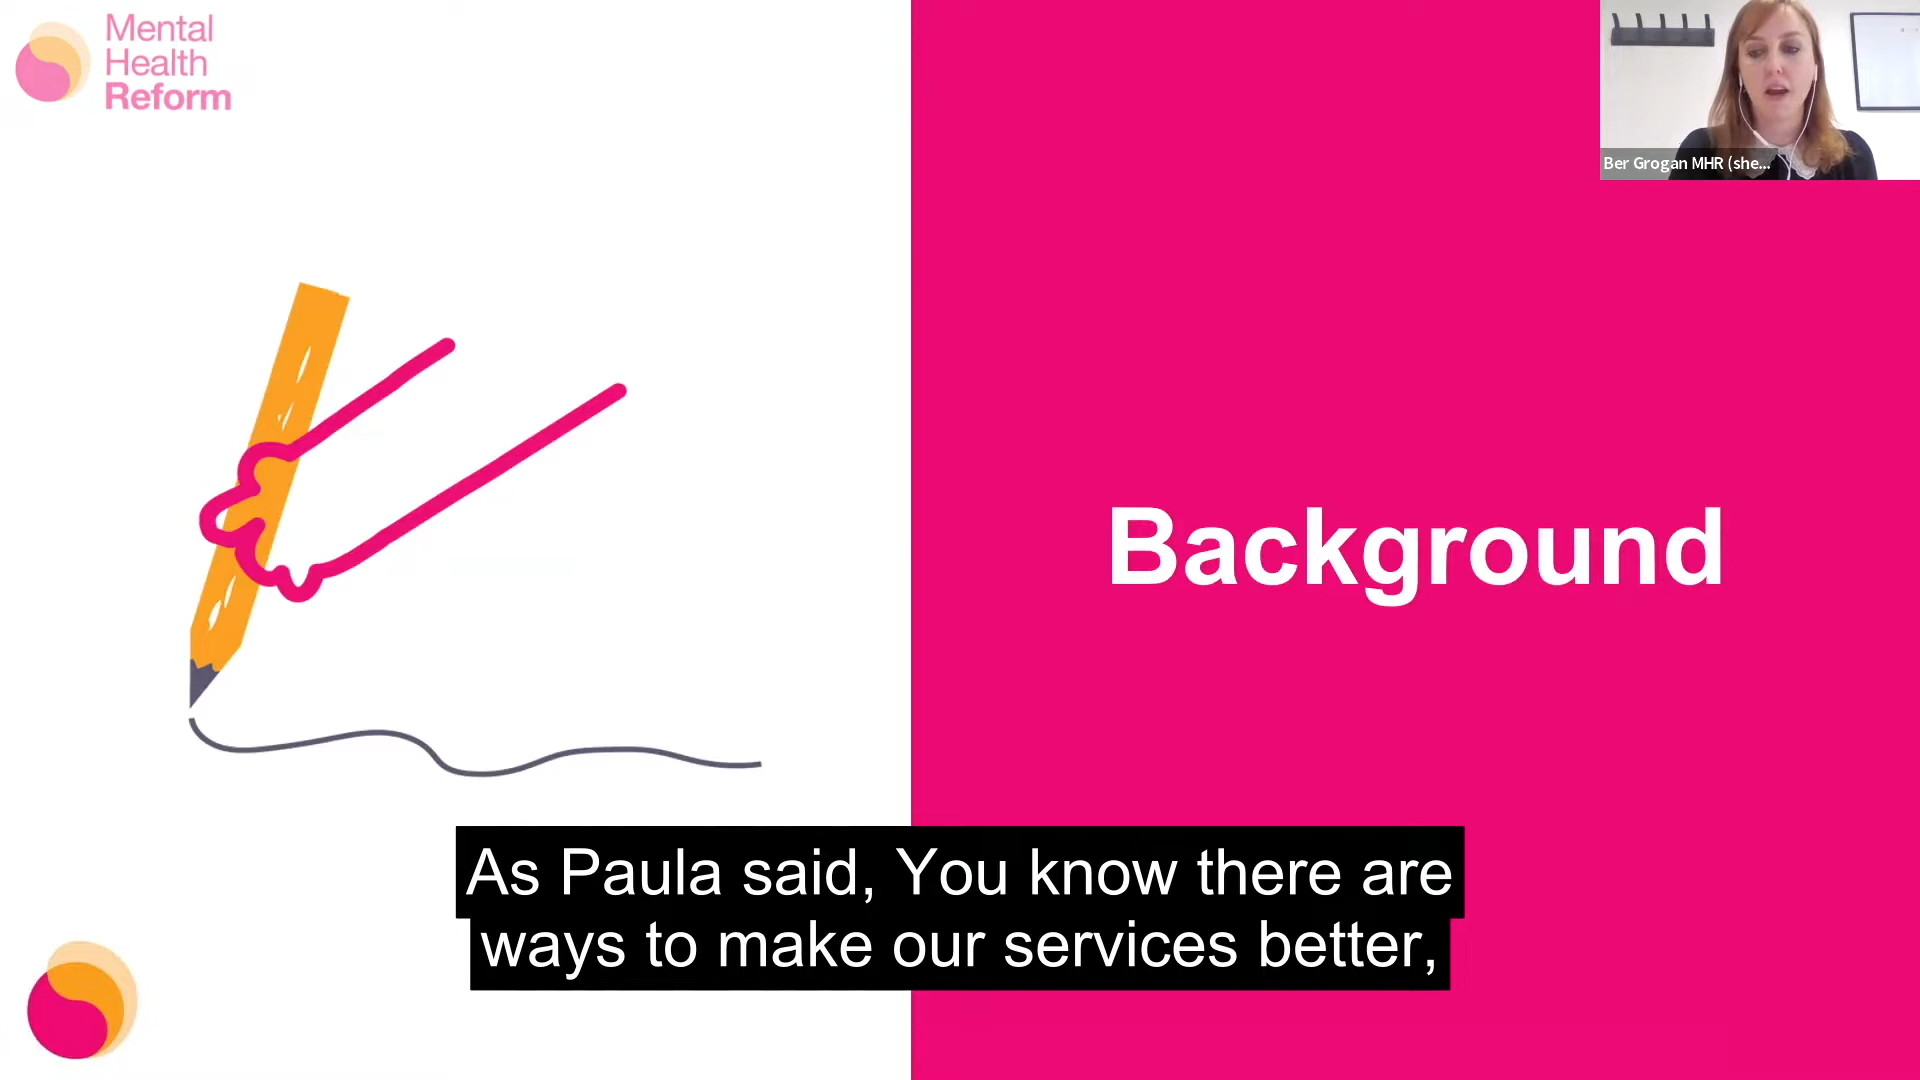 Mental
Health
Reform
Ber Grogan MHR (she...
Background
As Paula said, You know there are
ways to make our services better,